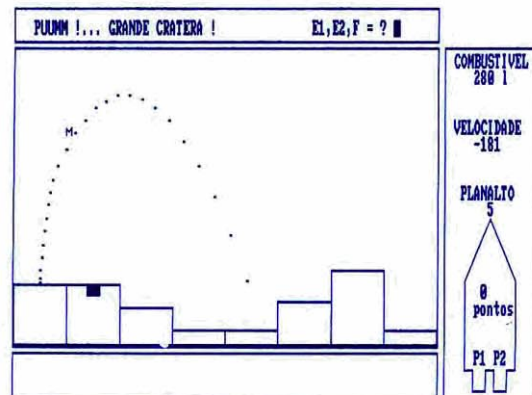 PUUMM !... GRANDE CRATERA ! E1,E2,F = ?
M
COMBUSTIVEL
280 l
VELOCIDADE
-181
PLANALTO
5
0
pontos
P1 P2